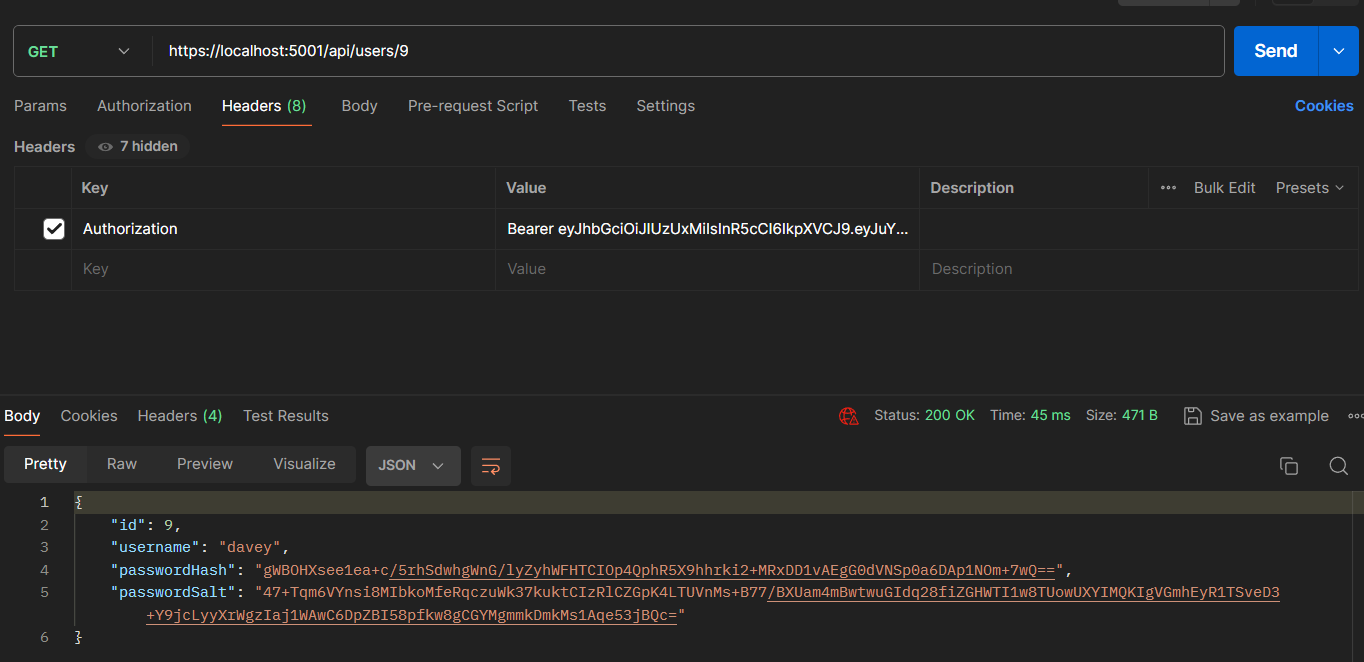 GET https://localhost:5001/api/users/9 Send
Params Authorization Headers (8) Body Pre-request Script Tests Settings Cookies
Headers 7 hidden
Key Value Description Bulk Edit Presets
Authorization Bearer eyJhbGciOiJIUzUxMiIsInR5cCI6IkpXVCJ9.eyJuY...
Key Value Description
Body Cookies Headers (4) Test Results Status: 200 OK Time: 45 ms Size: 471 B Save as example
Pretty Raw Preview Visualize JSON
1 {
2 "id": 9,
3 "username": "davey",
4 "passwordHash": "gWBOHXsee1ea+c/5rhSdwhgWnG/lyZyhWFHTCIOp4QphR5X9hhrki2+MRxDD1vAEgG0dVNSp0a6DAp1NOm+7wQ==",
5 "passwordSalt": "47+Tqm6VYnsi8MIbkoMfeRqczuWk37kuktCIzRlCZGpK4LTUVnMs+B77/BXUam4mBwtwuGIdq28fiZGHWTI1w8TUowUXYIMQKIgVGmhEyR1TSveD3
+Y9jcLyyXrWgzIaj1WAwC6DpZBI58pfkw8gCGYMgmmkDmkMs1Aqe53jBQc="
6 }